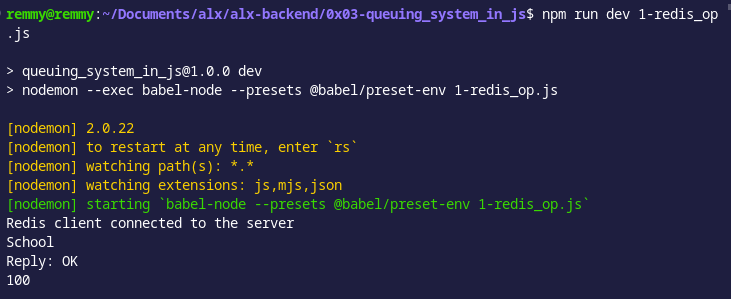 remmy@remmy:~/Documents/alx/alx-backend/0x03-queuing_system_in_js$ npm run dev 1-redis_op
.js
> queuing_system_in_js@1.0.0 dev
> nodemon --exec babel-node --presets @babel/preset-env 1-redis_op.js
[nodemon] 2.0.22
[nodemon] to restart at any time, enter `rs`
[nodemon] watching path(s): *.*
[nodemon] watching extensions: js,mjs,json
[nodemon] starting `babel-node --presets @babel/preset-env 1-redis_op.js`
Redis client connected to the server
School
Reply: OK
100